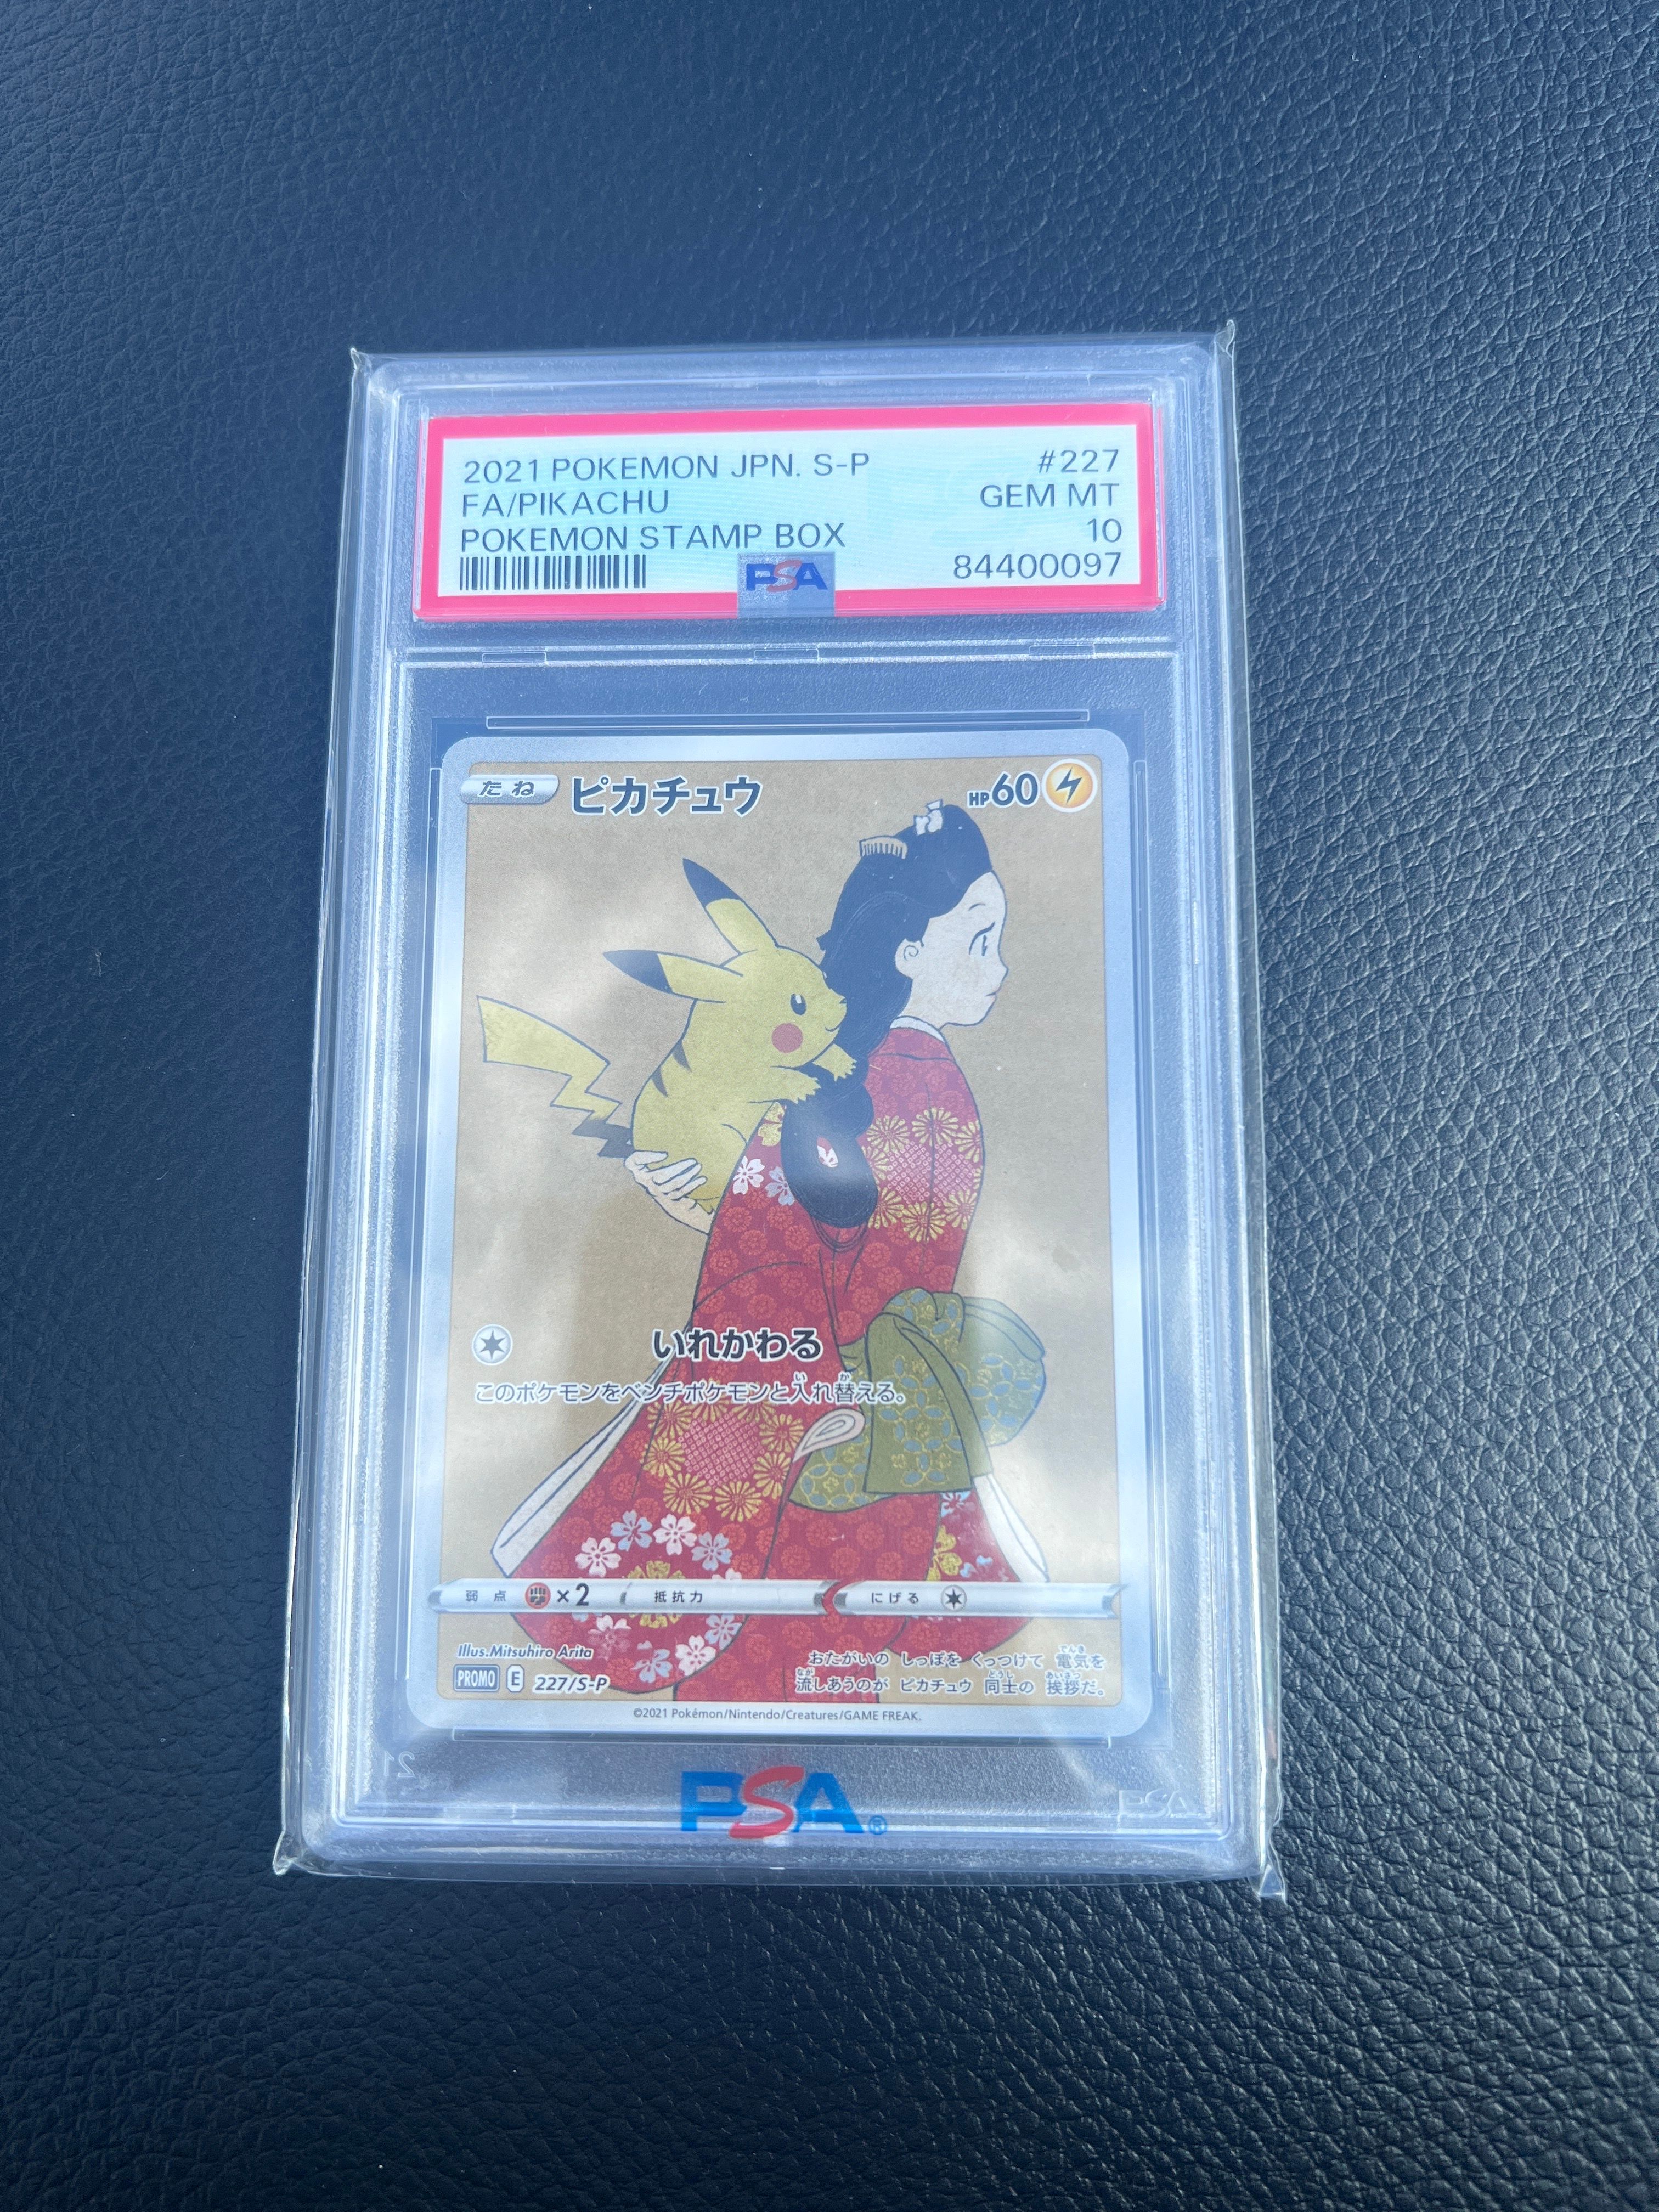 2021 POKEMON JPN. S-P #227
FA/PIKACHU GEM MT
POKEMON STAMP BOX 10
PSA 84400097
たね ピカチュウ HP60
いれかわる
このポケモンをベンチポケモンと入れ替える。
弱点 ×2 抵抗力 にげる
Illus.Mitsuhiro Arita
PROMO E 227/S-P
おたがいの しっぽを くっつけて 電気を
流しあうのが ピカチュウ 同士の 挨拶だ。
©2021 Pokémon/Nintendo/Creatures/GAME FREAK.
PSA®
PSA